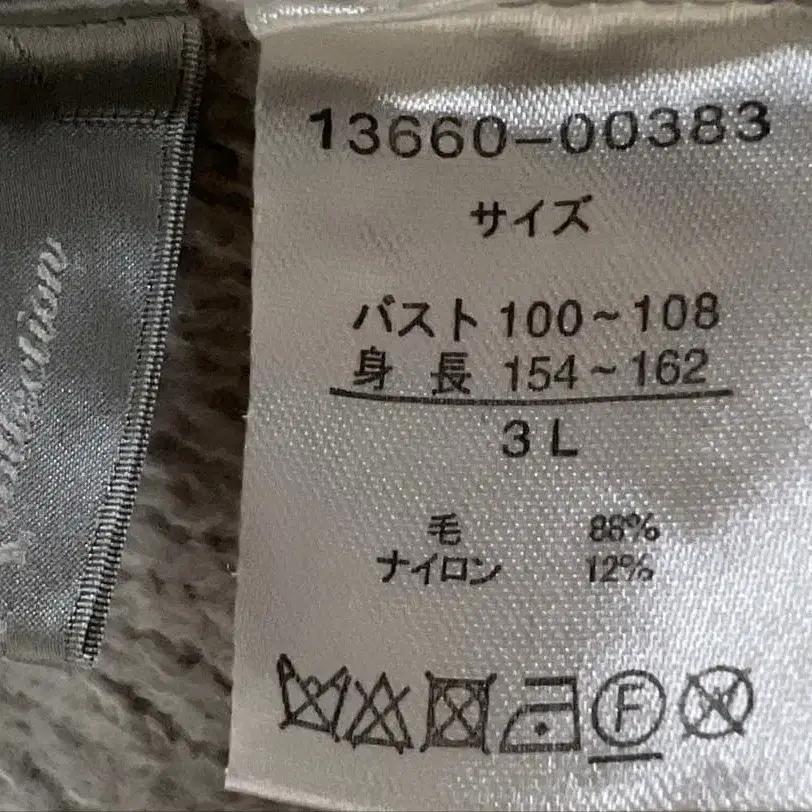 13660-00383
サイズ
バスト 100~108
身 長 154~162
3L
毛 88%
ナイロン 12%
F W